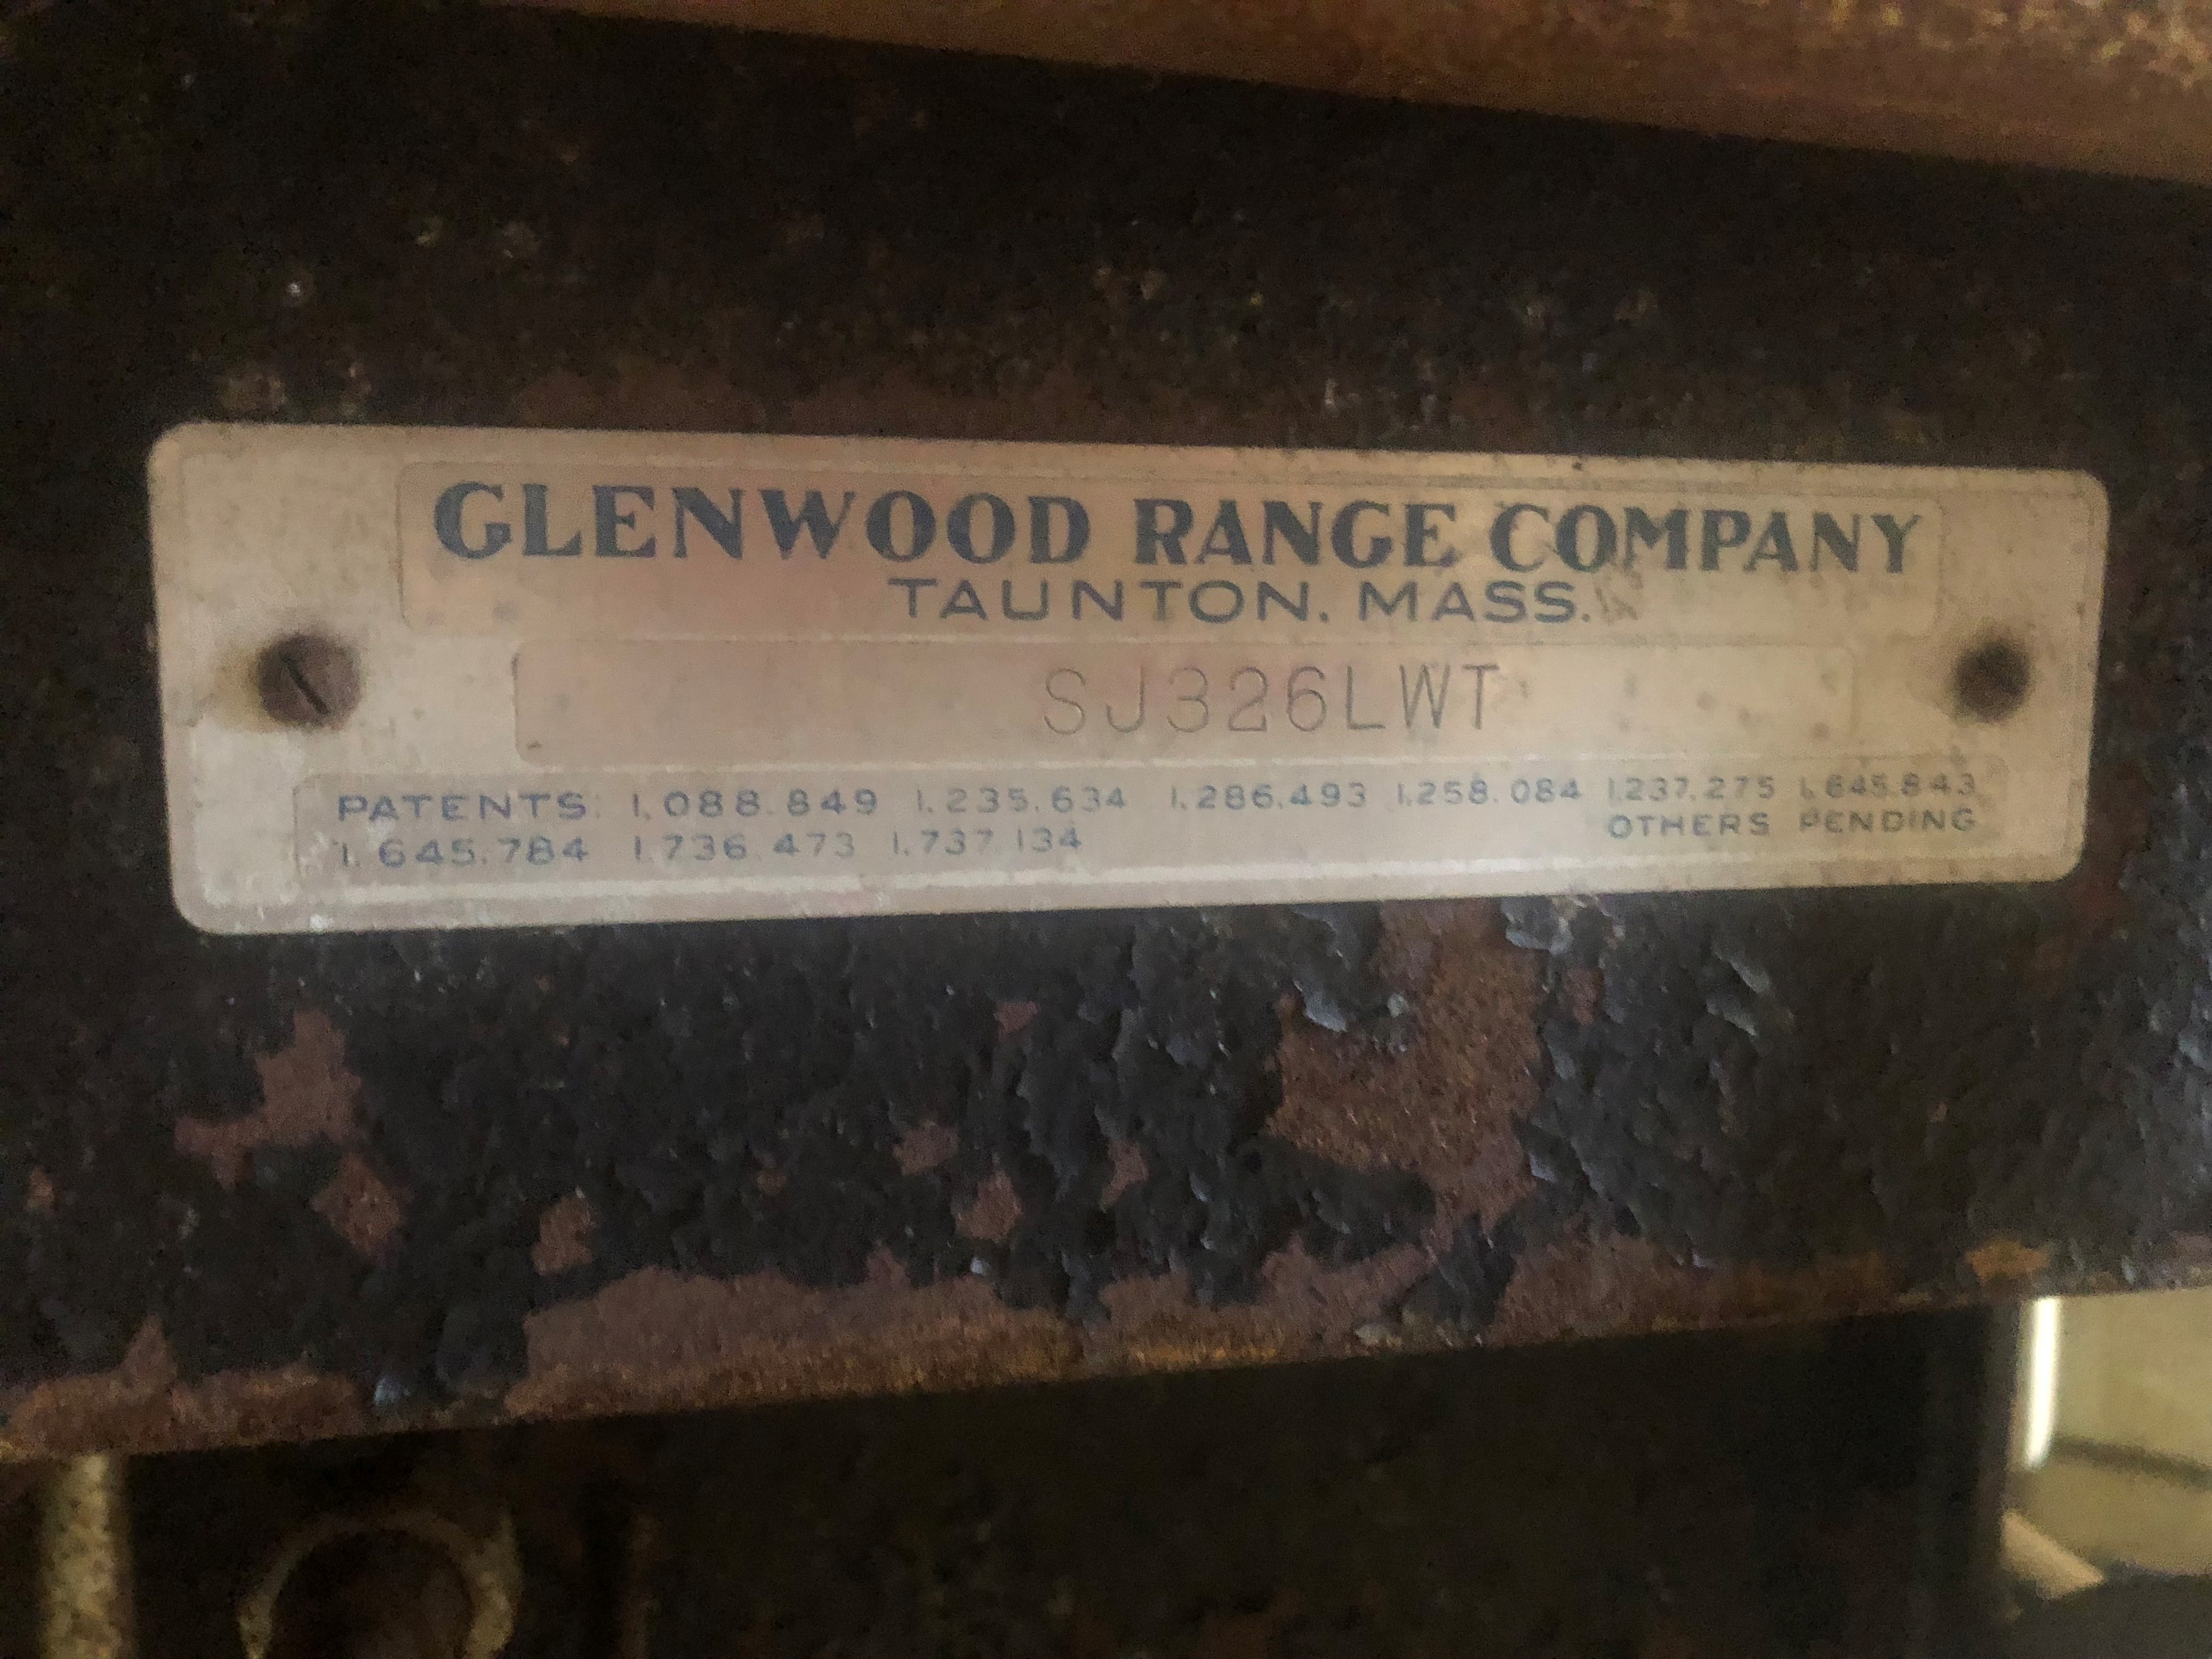 GLENWOOD RANGE COMPANY
TAUNTON. MASS.
SJ326LWT
PATENTS: 1,088.849 1,235,634 1,286,493 1,258.084 1,237,275 1,645,843
1,645,784 1,736,473 1,737,134 OTHERS PENDING